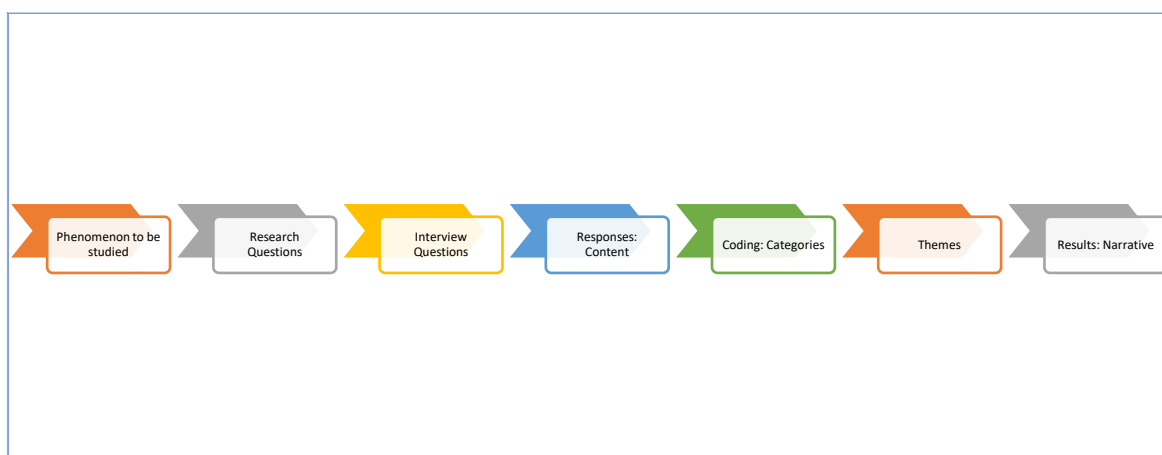 Phenomenon to be
studied
Research
Questions
Interview
Questions
Responses:
Content
Coding: Categories
Themes
Results: Narrative